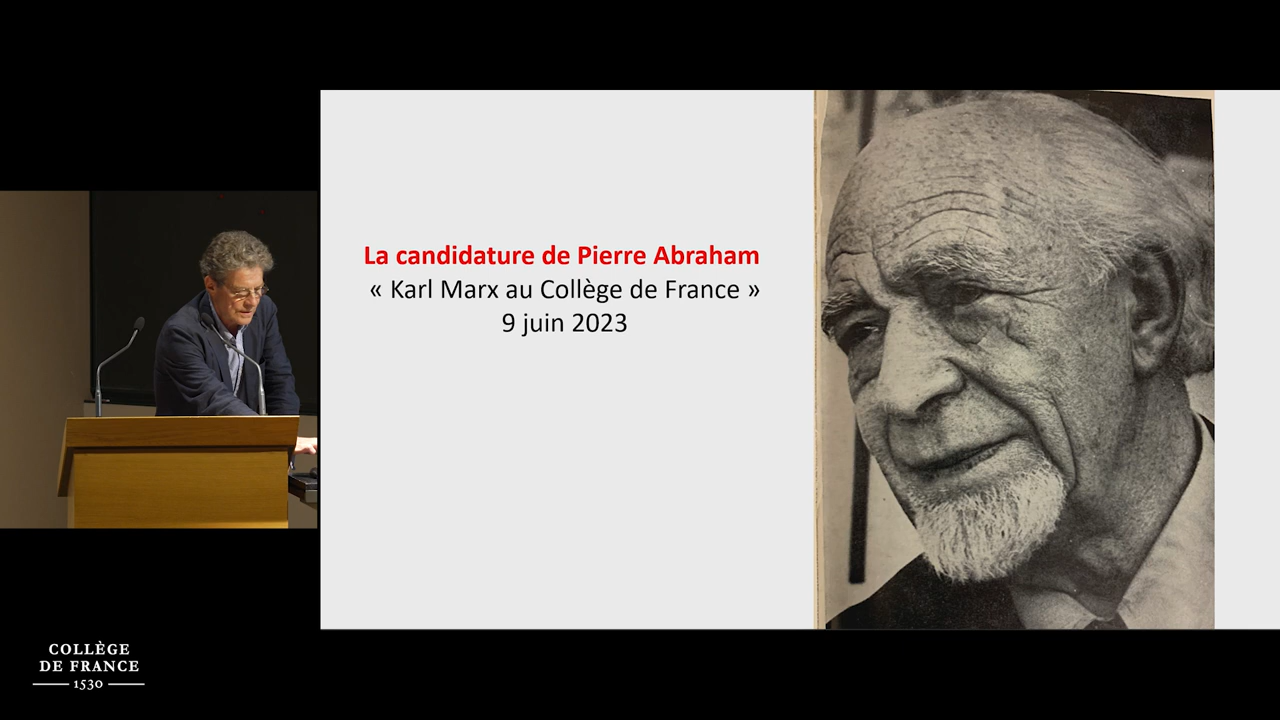 La candidature de Pierre Abraham
« Karl Marx au Collège de France »
9 juin 2023
COLLÈGE
DE FRANCE
1530